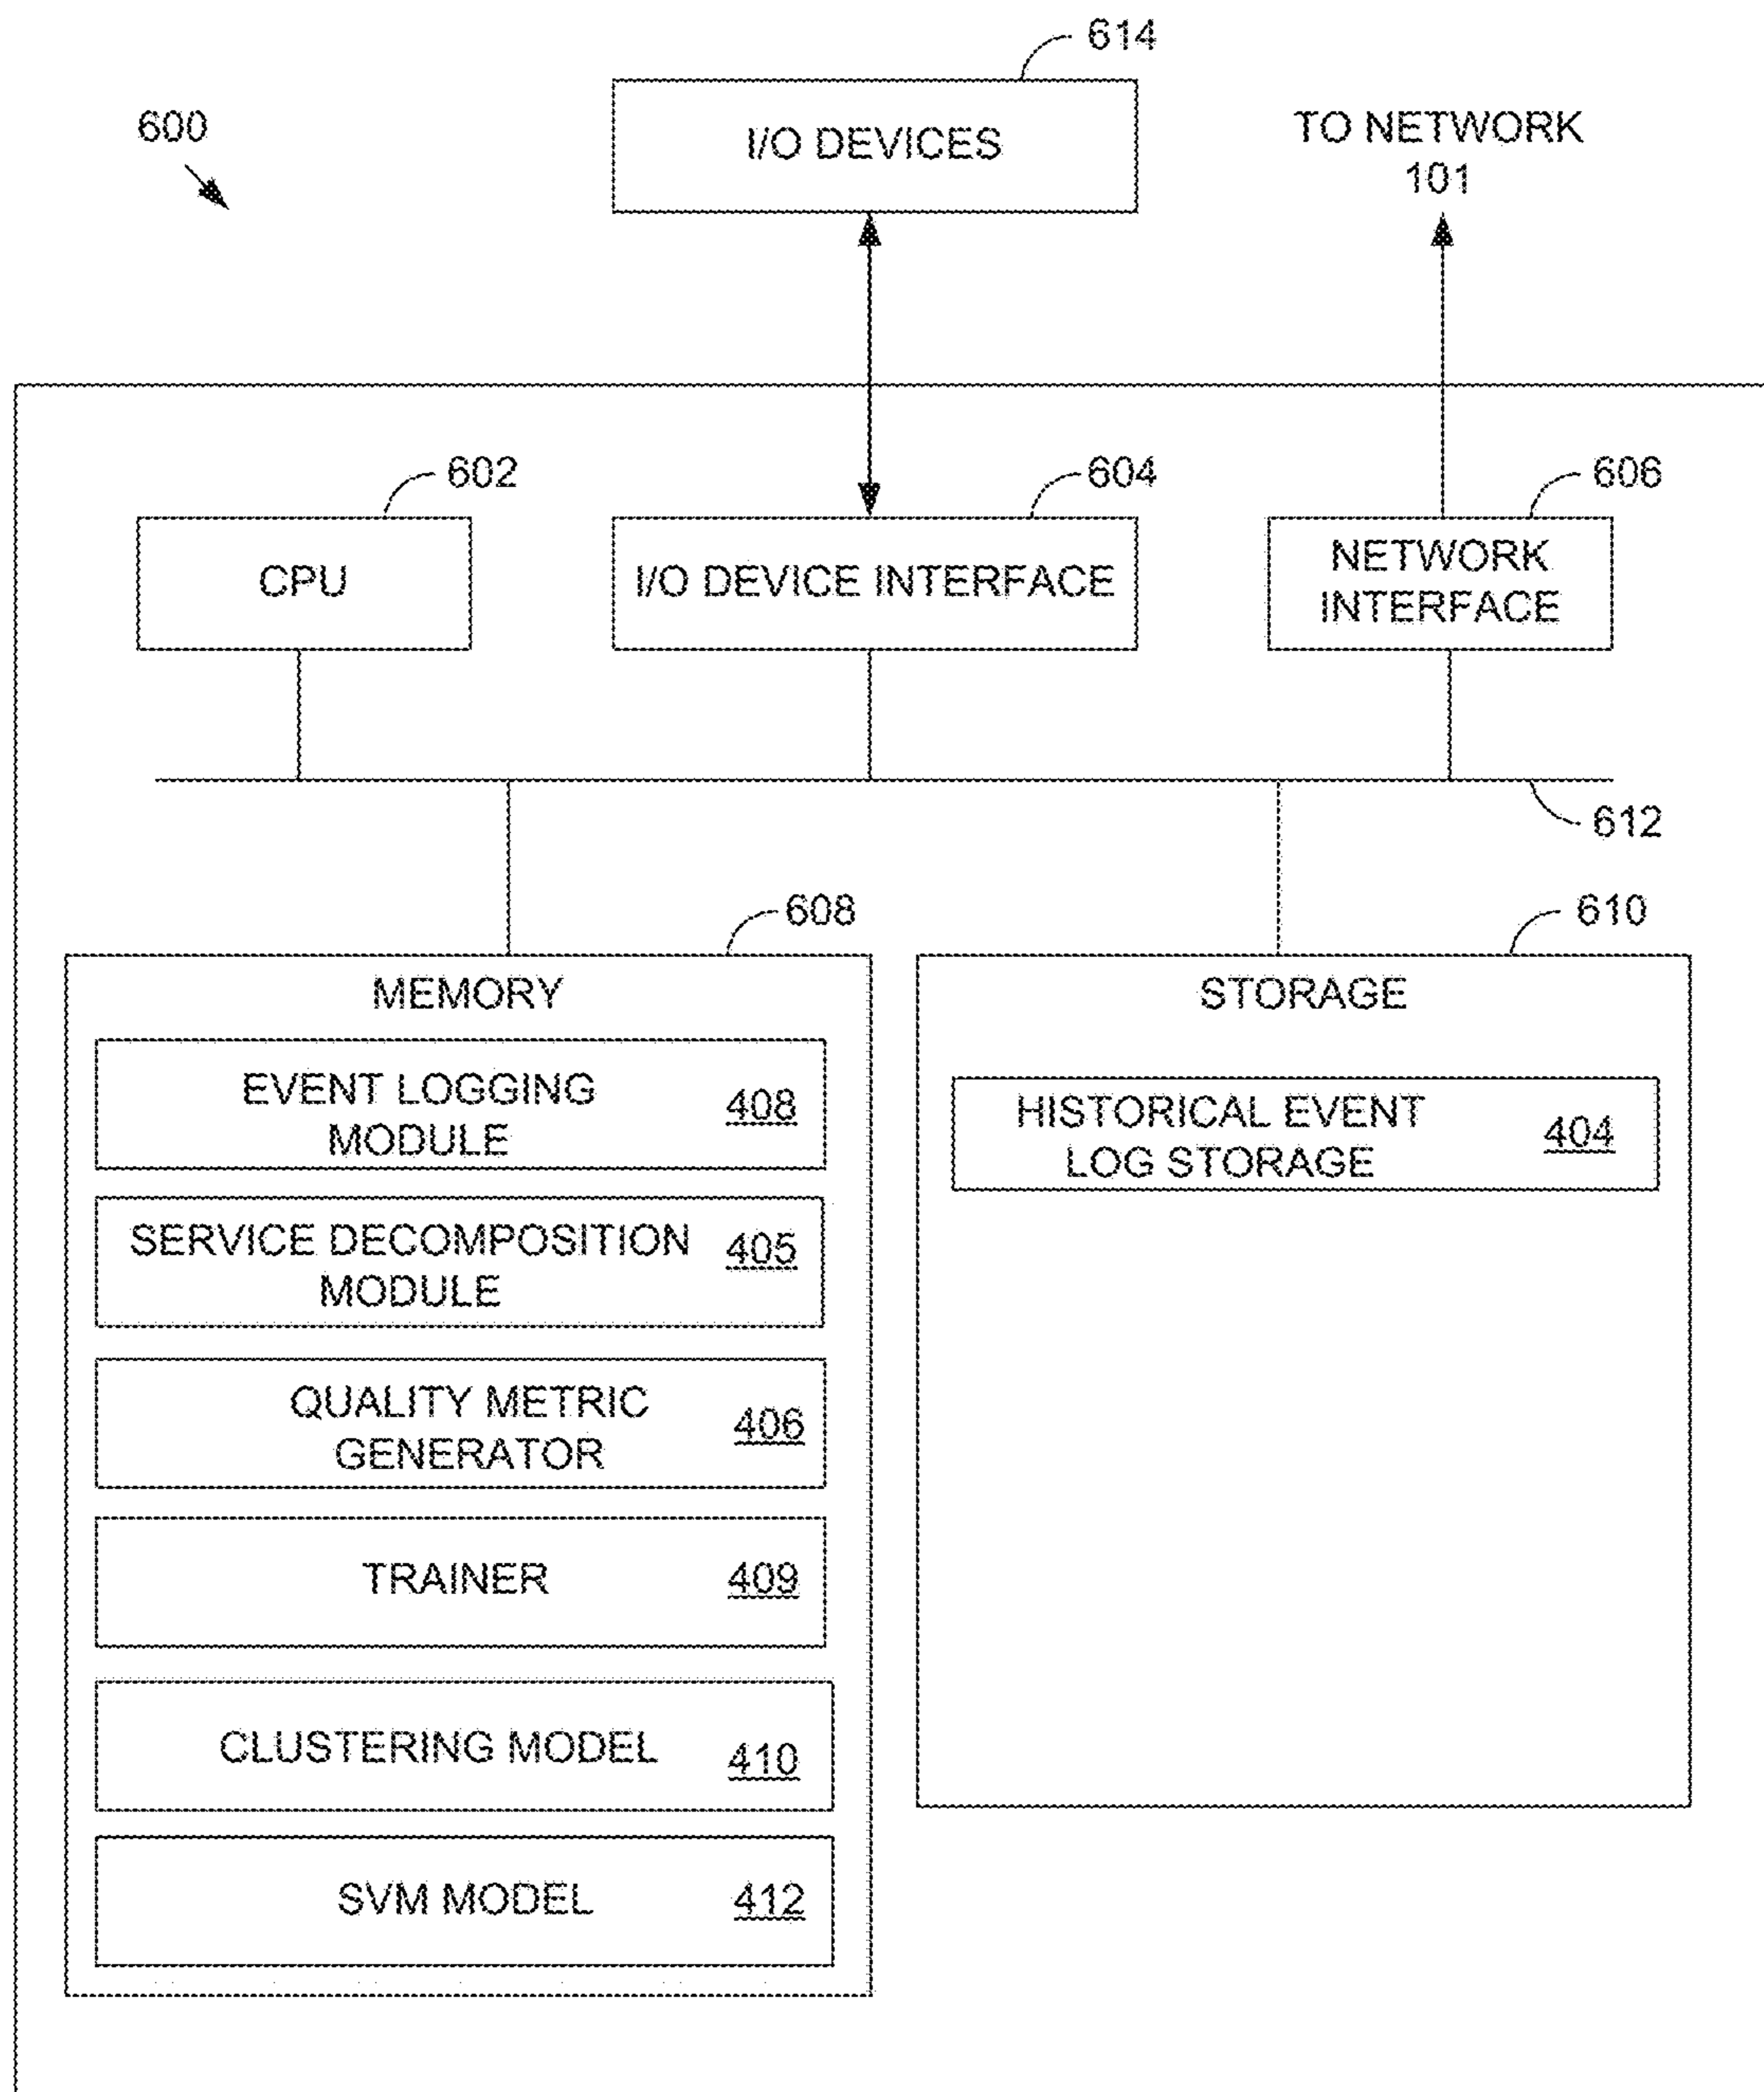 614
600
I/O DEVICES
TO NETWORK
101
602
604
606
CPU
I/O DEVICE INTERFACE
NETWORK
INTERFACE
612
608
610
MEMORY
STORAGE
EVENT LOGGING
MODULE
408
HISTORICAL EVENT
LOG STORAGE
404
SERVICE DECOMPOSITION
MODULE
405
QUALITY METRIC
GENERATOR
406
TRAINER
409
CLUSTERING MODEL
410
SVM MODEL
412